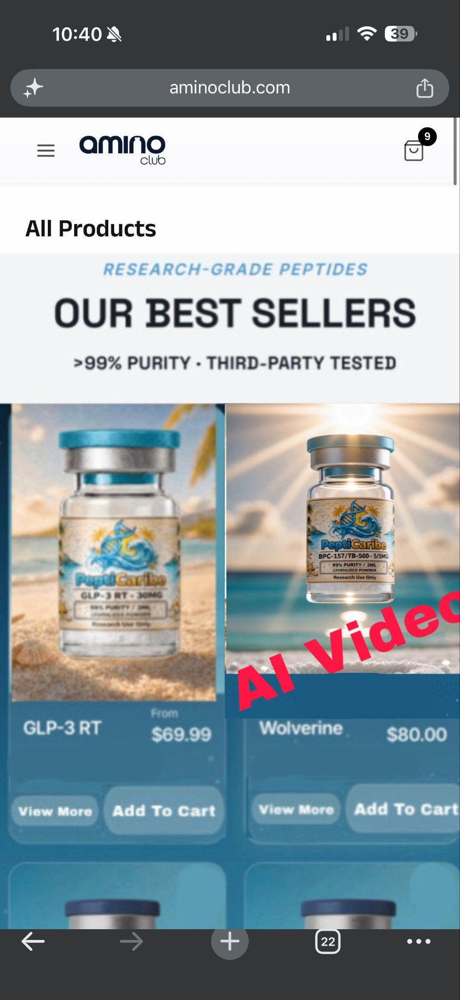 10:40
39
aminoclub.com
amino
club
9
All Products
RESEARCH-GRADE PEPTIDES
OUR BEST SELLERS
>99% PURITY · THIRD-PARTY TESTED
PeptiCaribe
GLP-3 RT - 30MG
99% PURITY / 3ML
LYOPHILIZED POWDER
Research Use Only
PeptiCaribe
BPC-157/TB-500 - 5/5MG
99% PURITY / 3ML
LYOPHLIZED POWDER
Research Use Only
AI Video
GLP-3 RT
From
$69.99
Wolverine
$80.00
View More
Add To Cart
View More
Add To Cart
22